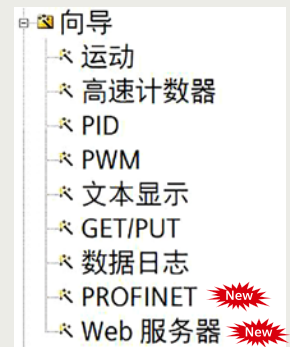 向导
运动
高速计数器
PID
PWM
文本显示
GET/PUT
数据日志
PROFINET New
Web 服务器 New